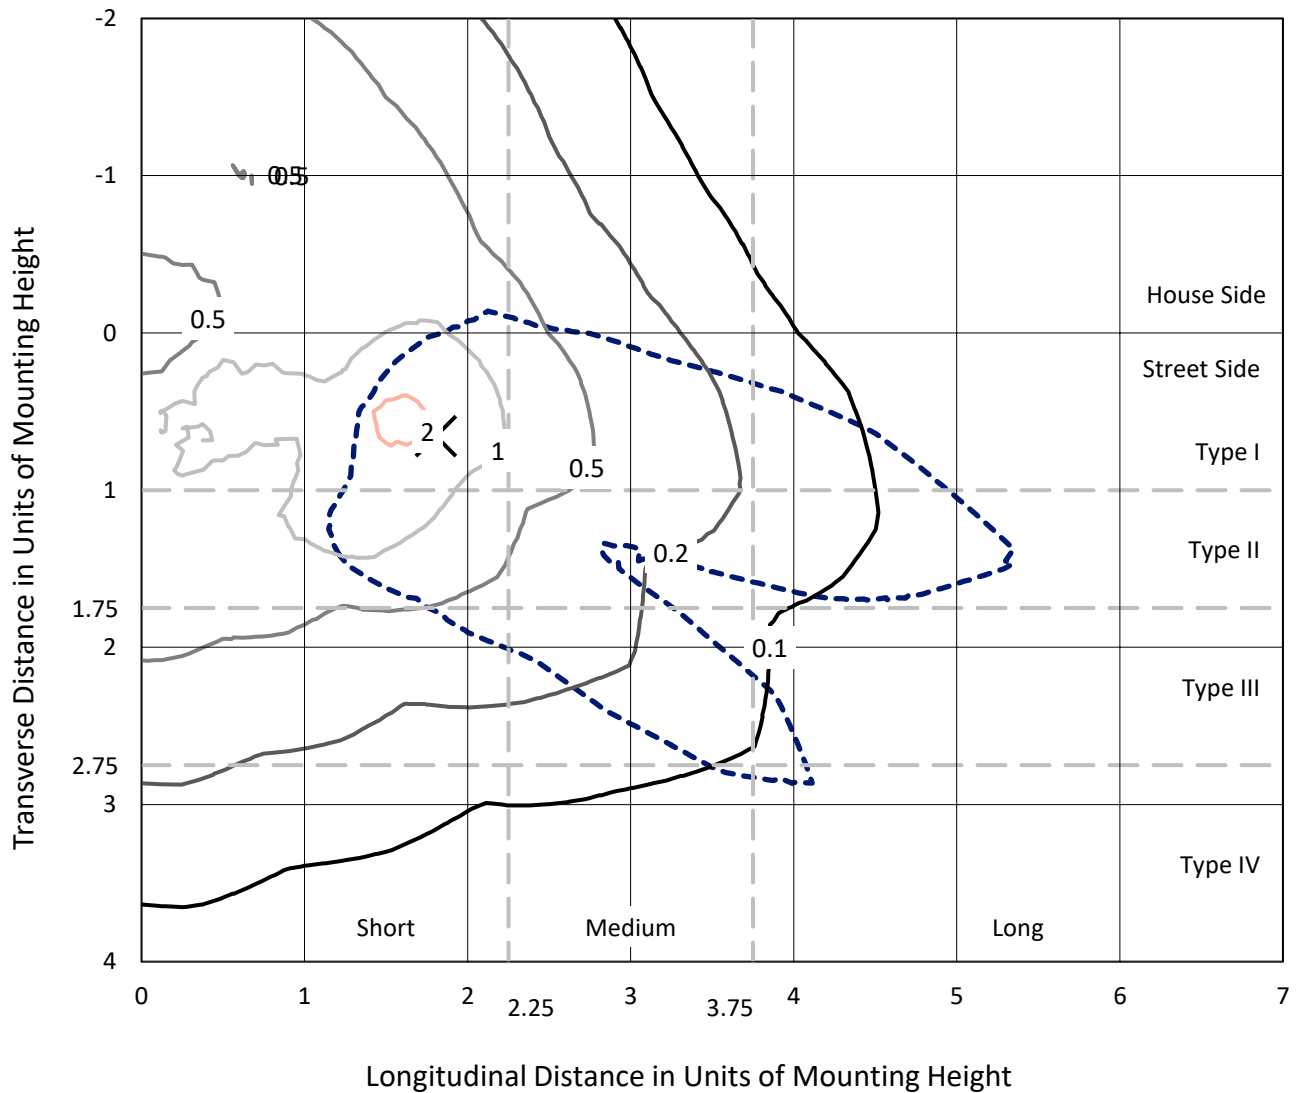 -2
-1
0.5
0.5
House Side
0.5
0
Street Side
2
1
0.5
Type I
1
0.2
Type II
1.75
2
0.1
Type III
2.75
3
Type IV
Short
Medium
Long
4
0
1
2
2.25
3
3.75
4
5
6
7
Transverse Distance in Units of Mounting Height
Longitudinal Distance in Units of Mounting Height